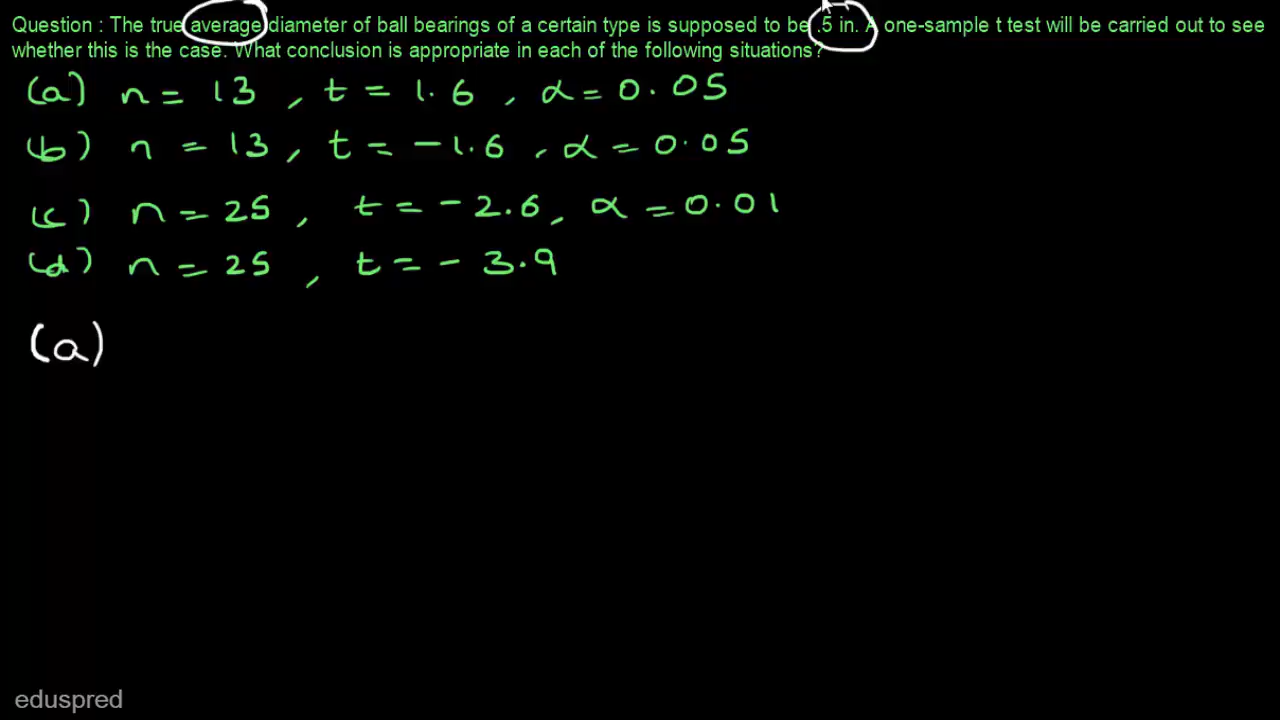 Question : The true average diameter of ball bearings of a certain type is supposed to be .5 in. A one-sample t test will be carried out to see
whether this is the case. What conclusion is appropriate in each of the following situations?
(a) n = 13 , t = 1.6 , α = 0.05
(b) n = 13 , t = -1.6 , α = 0.05
(c) n = 25 , t = -2.6 , α = 0.01
(d) n = 25 , t = -3.9
(a)
eduspred